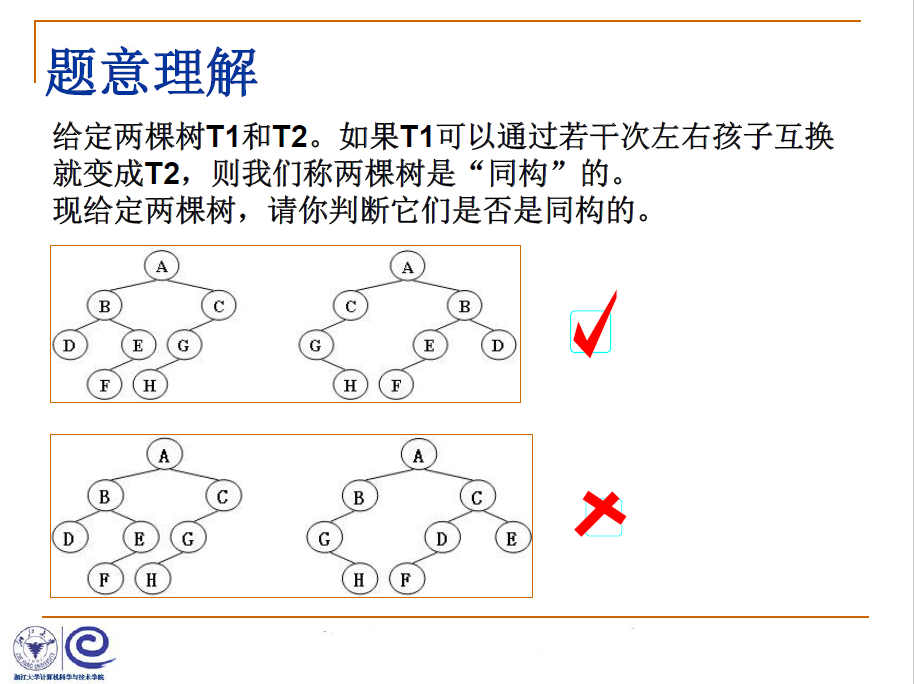 题意理解
给定两棵树T1和T2。如果T1可以通过若干次左右孩子互换
就变成T2，则我们称两棵树是“同构”的。
现给定两棵树，请你判断它们是否是同构的。
A A
B C C B
D E G G E D
F H H F
A A
B C B C
D E G G D E
F H H F
浙江大学计算机科学与技术学院